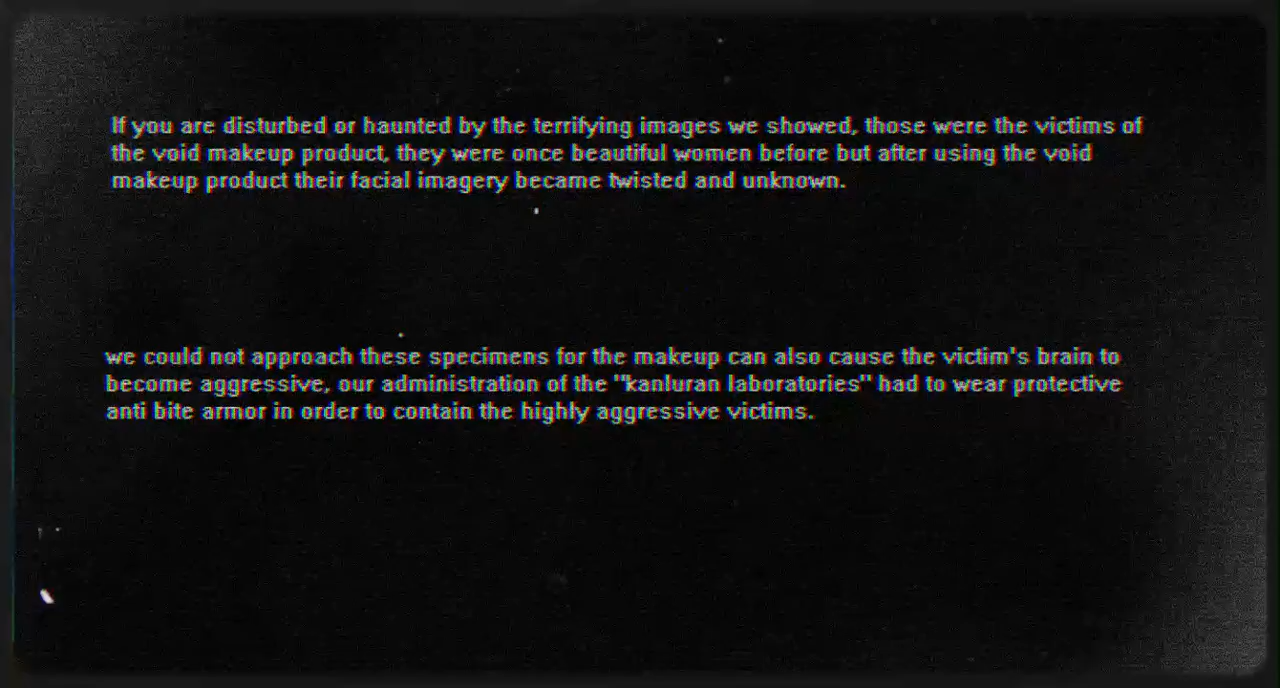 If you are disturbed or haunted by the terrifying images we showed, those were the victims of
the void makeup product, they were once beautiful women before but after using the void
makeup product their facial imagery became twisted and unknown.
we could not approach these specimens for the makeup can also cause the victim's brain to
become aggressive, our administration of the "kanluran laboratories" had to wear protective
anti bite armor in order to contain the highly aggressive victims.